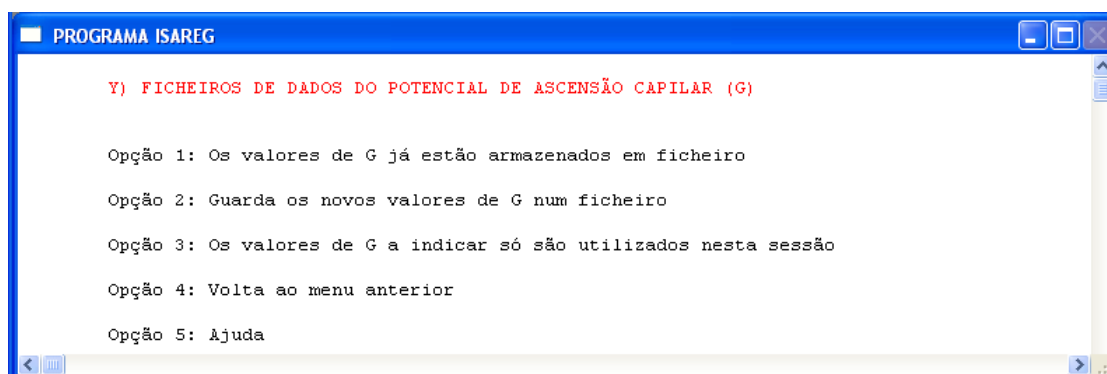 PROGRAMA ISAREG
Y) FICHEIROS DE DADOS DO POTENCIAL DE ASCENSÃO CAPILAR (G)
Opção 1: Os valores de G já estão armazenados em ficheiro
Opção 2: Guarda os novos valores de G num ficheiro
Opção 3: Os valores de G a indicar só são utilizados nesta sessão
Opção 4: Volta ao menu anterior
Opção 5: Ajuda